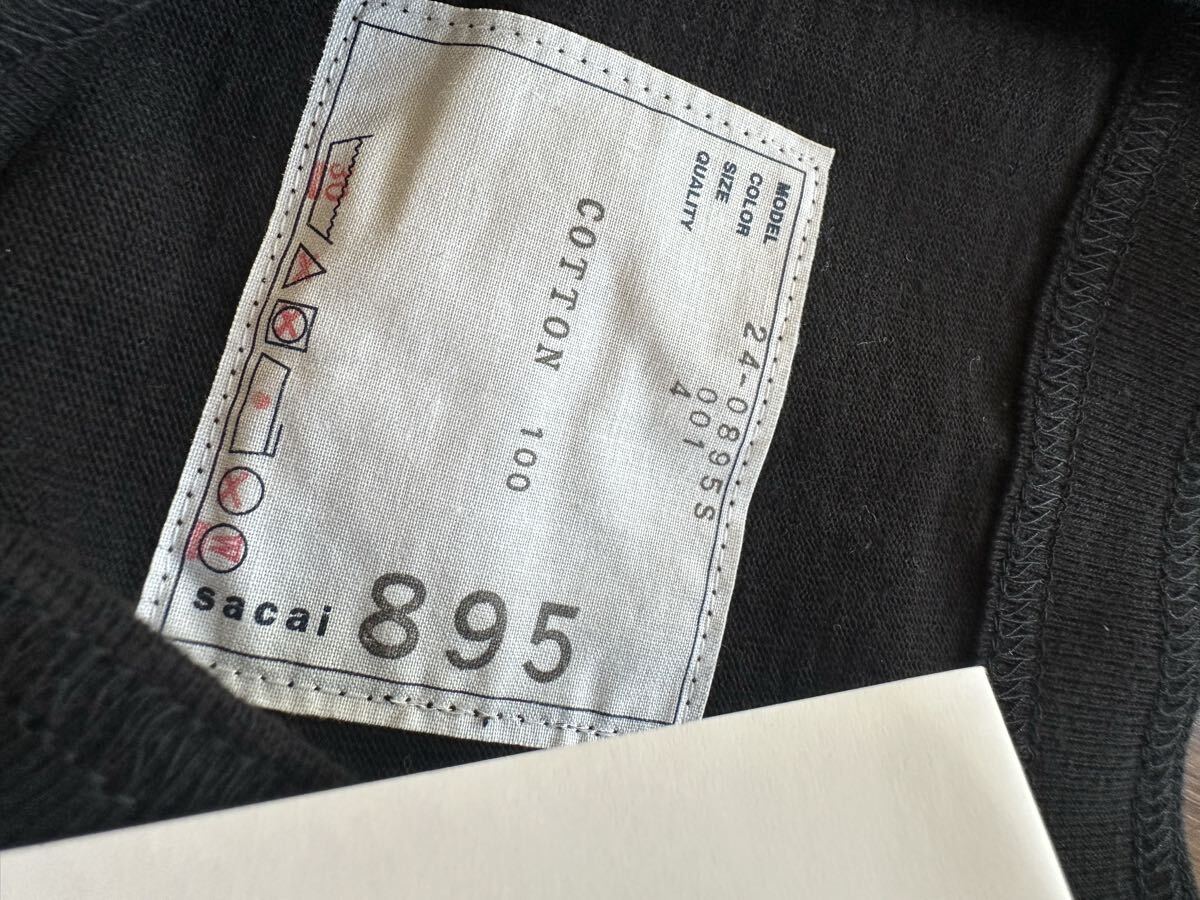 MODEL 24-0895S
COLOR 001
SIZE 4
QUALITY
COTTON 100
30
W
sacai 895